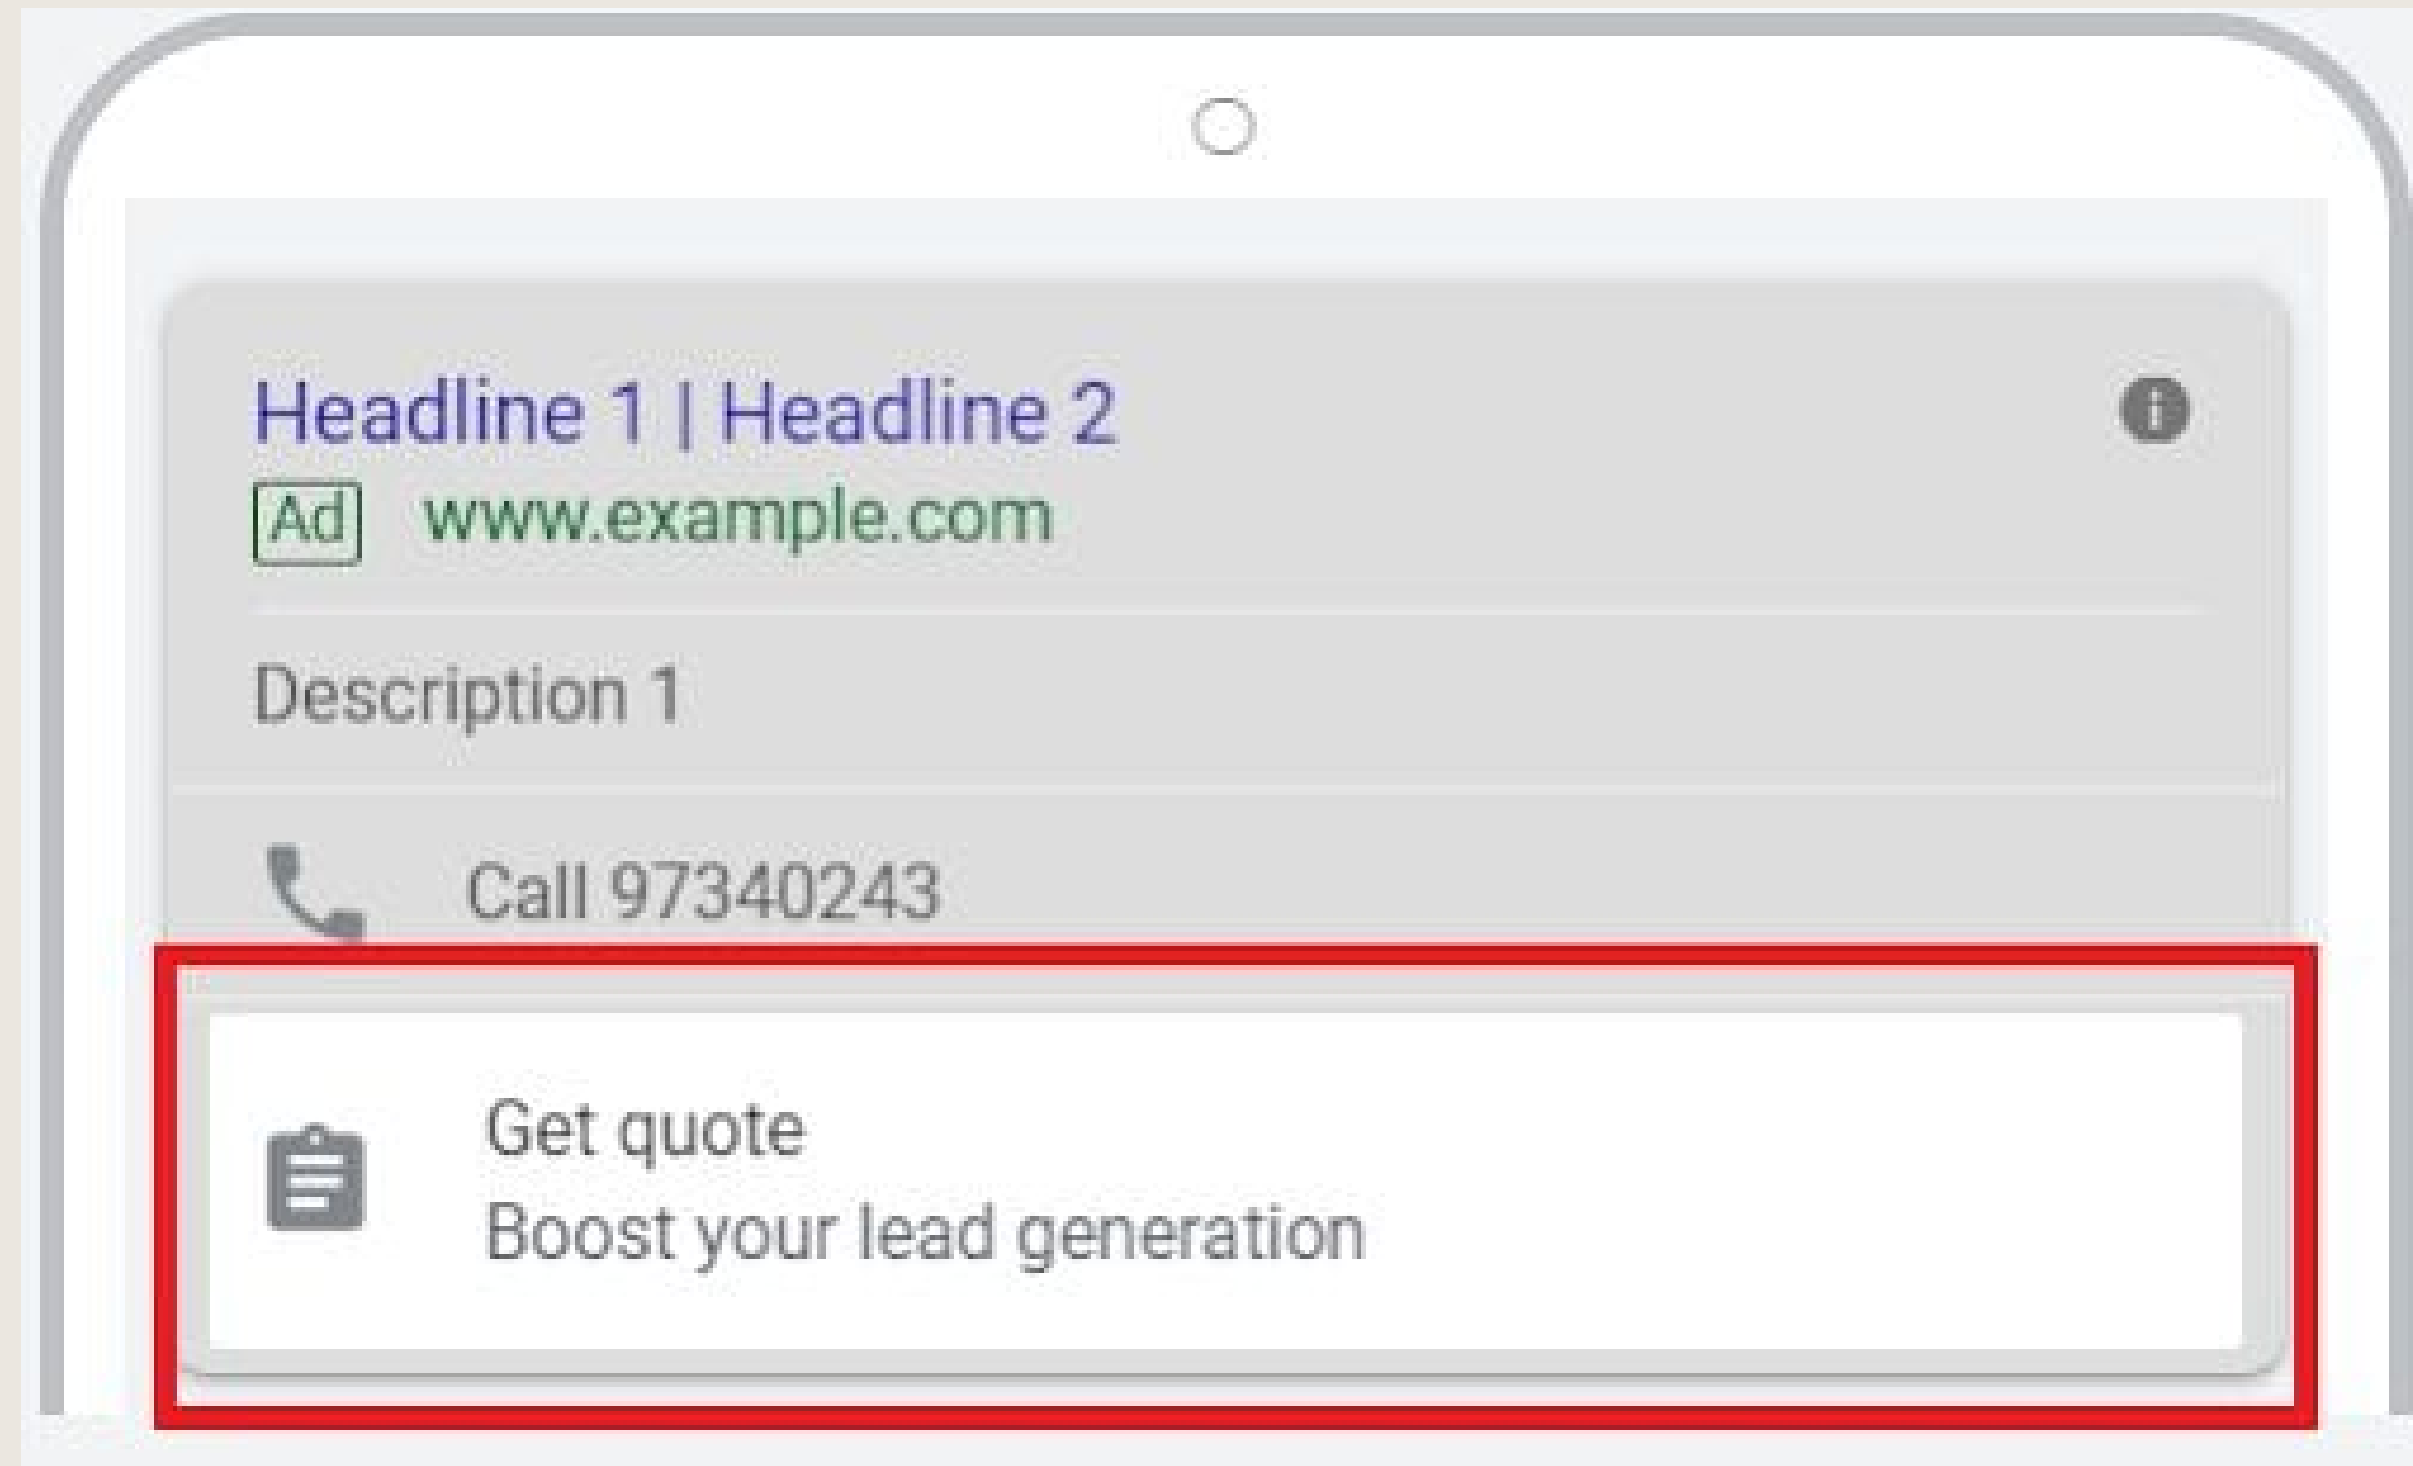 Headline 1 | Headline 2
Ad www.example.com
Description 1
Call 97340243
Get quote
Boost your lead generation